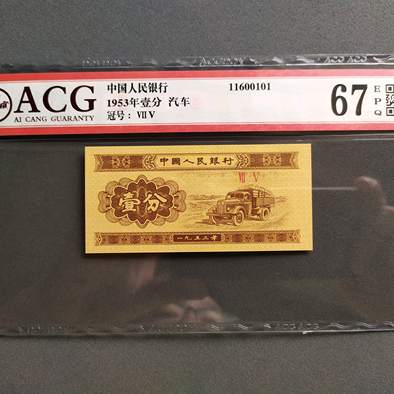 ACG
AI CANG GUARANTY
中国人民银行 11600101
1953年壹分 汽车
冠号: VII V
67 EPQ
中國人民銀行
VII V
壹分
一九五三年